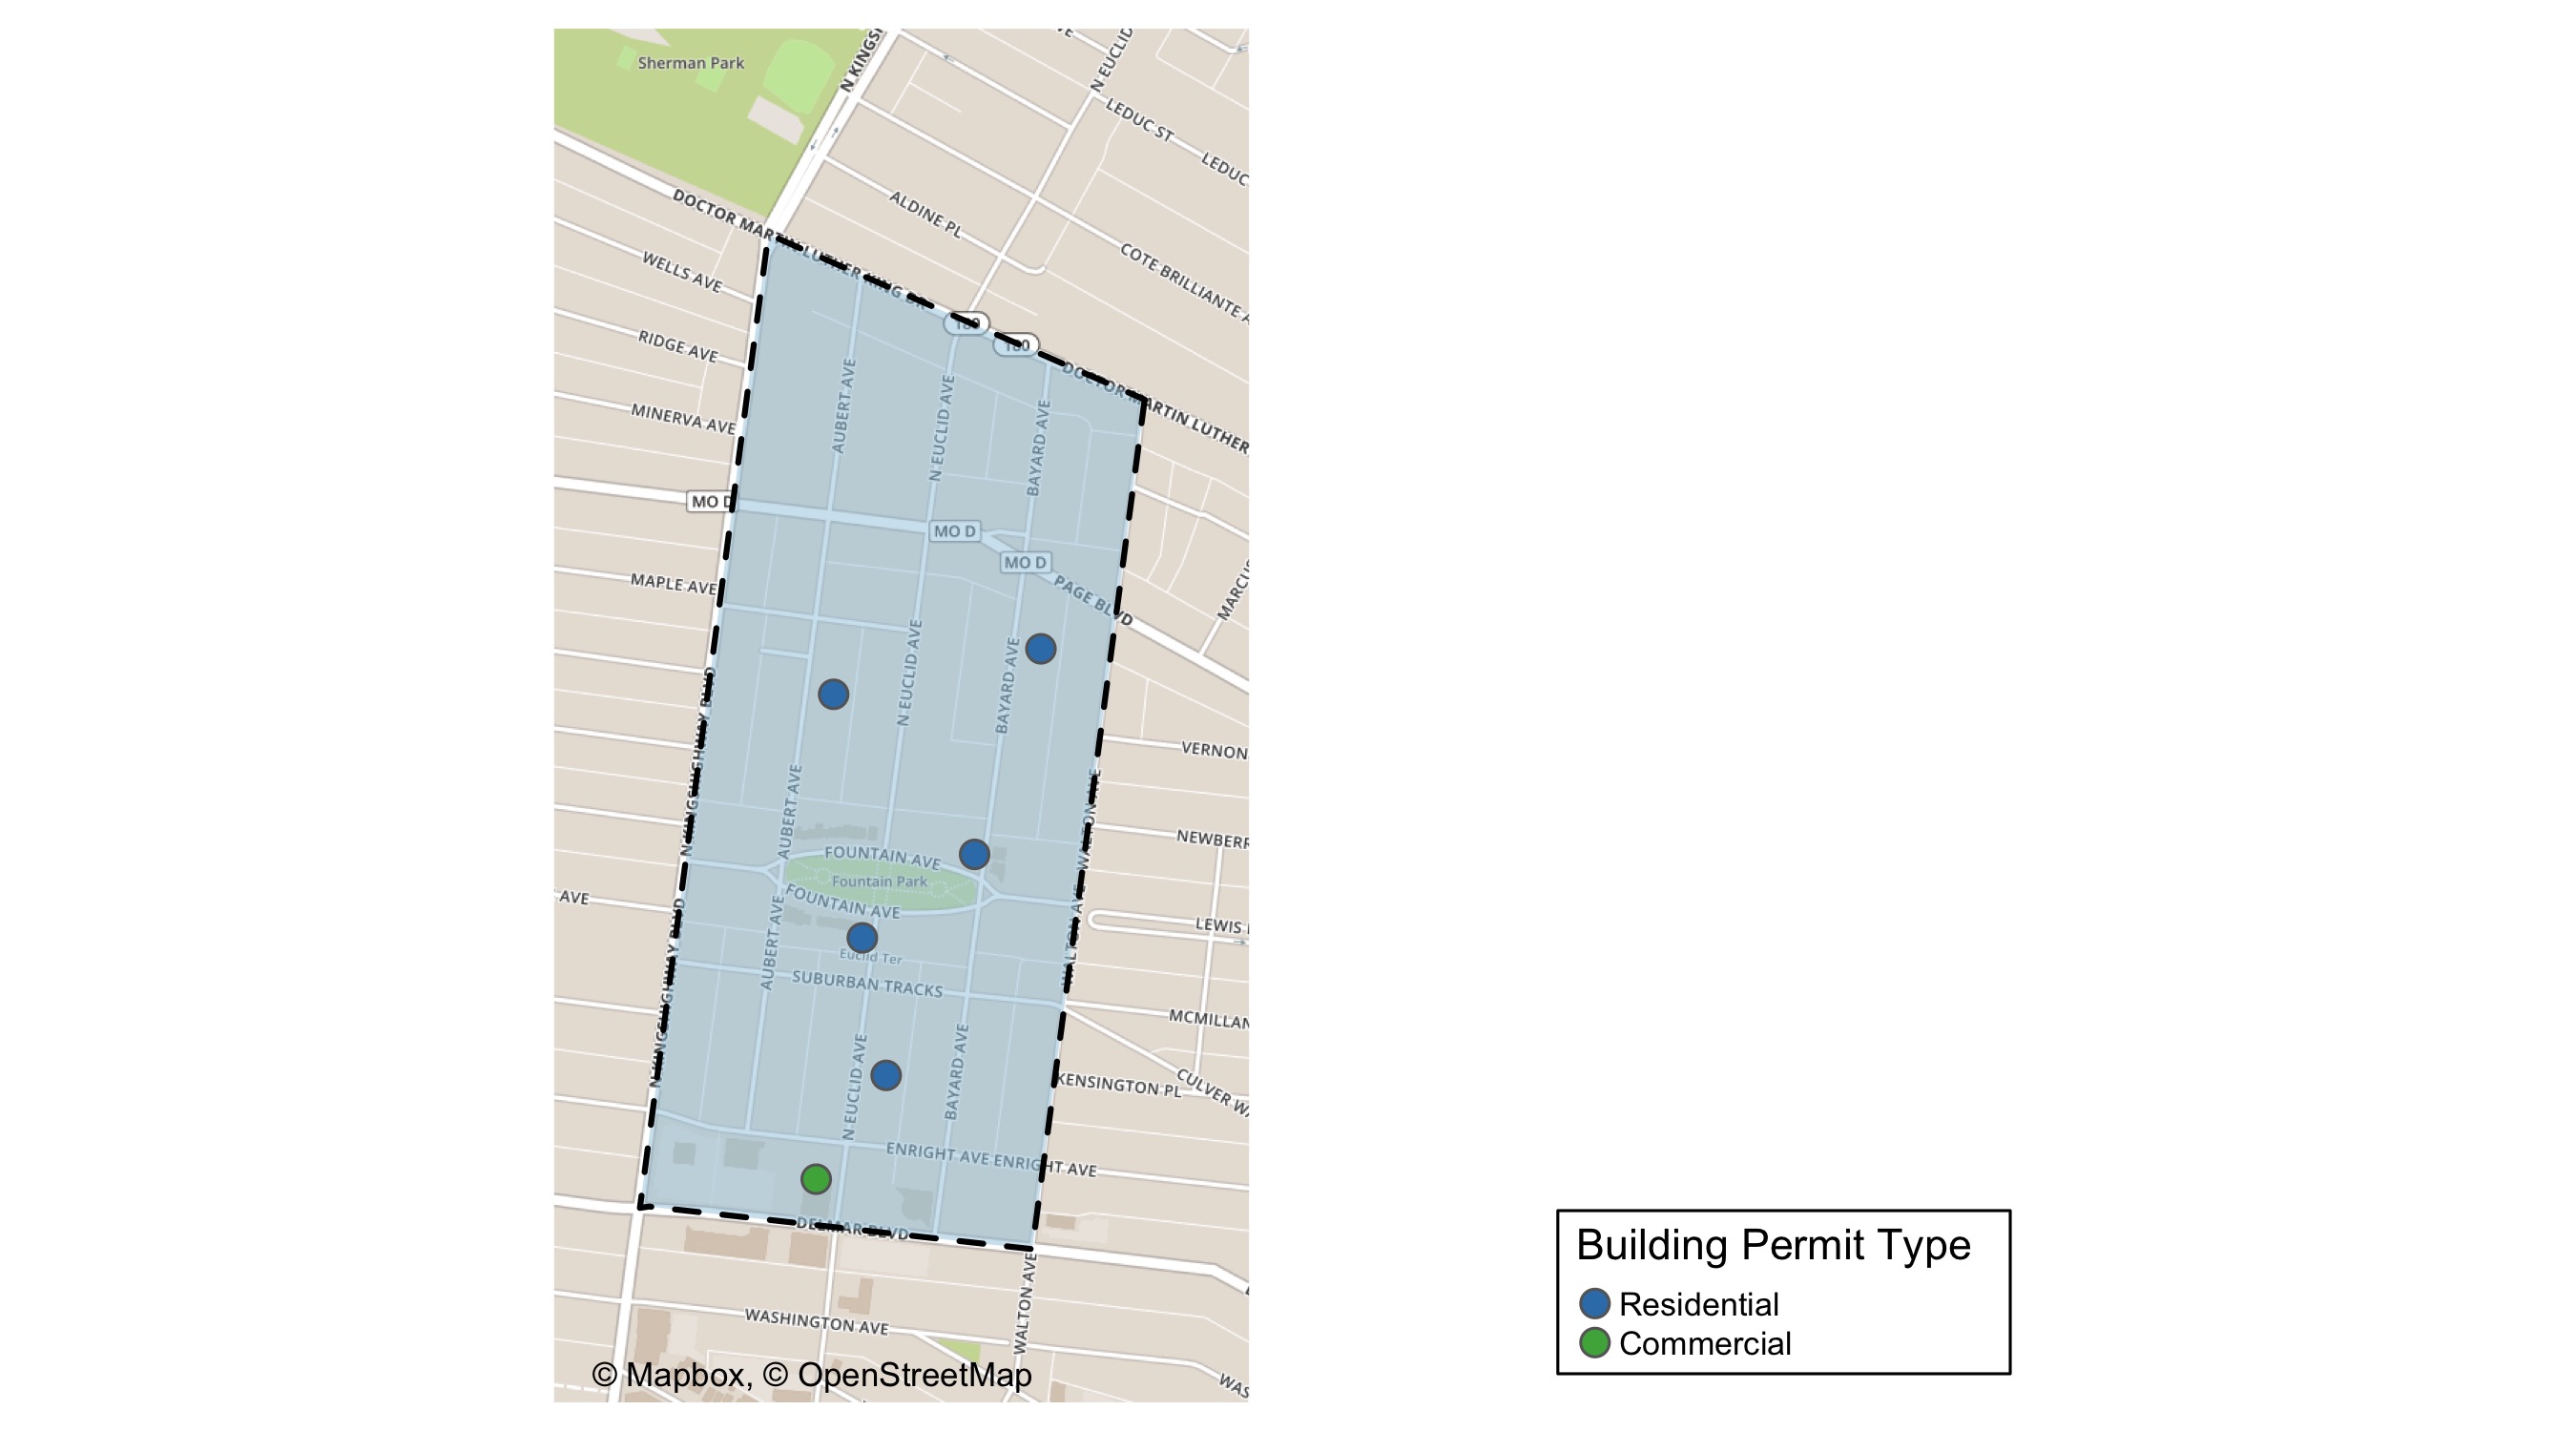 Sherman Park
N EUCLID
LEDUC ST
LEDUC
ALDINE PL
DOCTOR MARTIN LUTHER KING DR
COTE BRILLIANTE A
WELLS AVE
180
180
RIDGE AVE
DOCTOR MARTIN LUTHER
AUBERT AVE
N EUCLID AVE
BAYARD AVE
MINERVA AVE
MO D
MO D
MO D
MAPLE AVE
PAGE BLVD
N EUCLID AVE
BAYARD AVE
N KINGSHIGHWAY BLVD
VERNON
AUBERT AVE
WALTON AVE
NEWBERR
FOUNTAIN AVE
Fountain Park
FOUNTAIN AVE
AVE
LEWIS
AUBERT AVE
WALTON AVE
N KINGSHIGHWAY BLVD
Euclid Ter
SUBURBAN TRACKS
MCMILLAN
N EUCLID AVE
BAYARD AVE
KENSINGTON PL
CULVER W
ENRIGHT AVE ENRIGHT AVE
DELMAR BLVD
WALTON AVE
WASHINGTON AVE
WAS
© Mapbox, © OpenStreetMap
Building Permit Type
Residential
Commercial